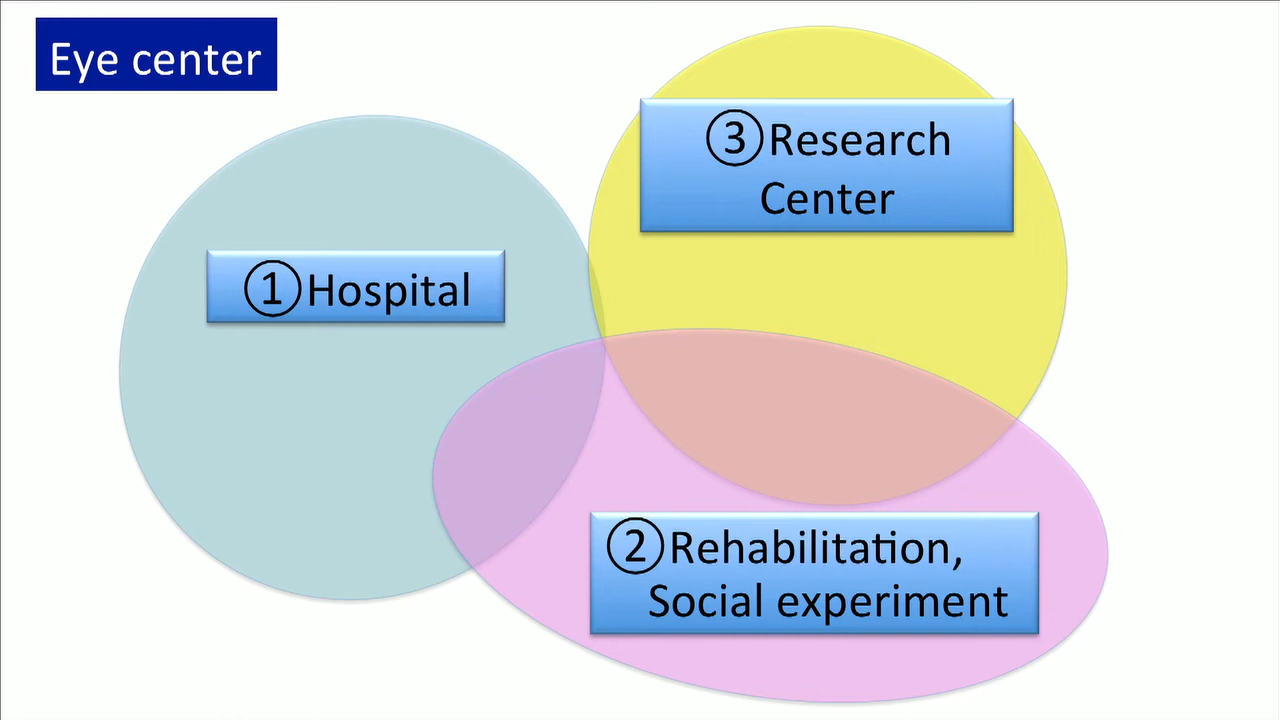 Eye center
①Hospital
③Research
Center
②Rehabilitation,
Social experiment